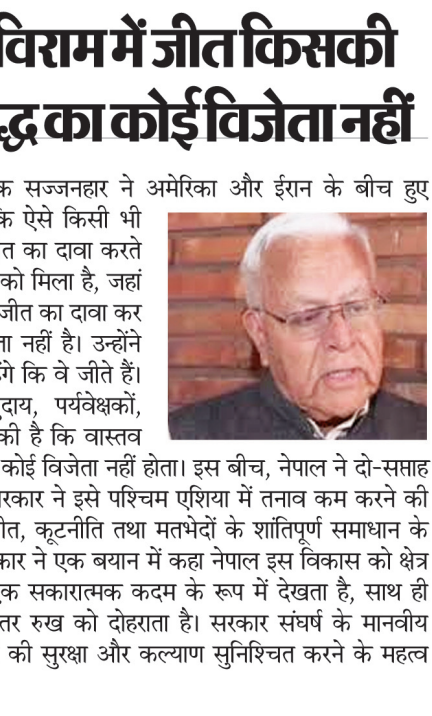 विराम में जीत किसकी
का कोई विजेता नहीं
सज्जनहार ने अमेरिका और ईरान के बीच हुए
ऐसे किसी भी
का दावा करते
को मिला है, जहां
जीत का दावा कर
नहीं है। उन्होंने
कि वे जीते हैं।
पर्यवेक्षकों,
की है कि वास्तव
कोई विजेता नहीं होता। इस बीच, नेपाल ने दो-सप्ताह
ने इसे पश्चिम एशिया में तनाव कम करने की
कूटनीति तथा मतभेदों के शांतिपूर्ण समाधान के
ने एक बयान में कहा नेपाल इस विकास को क्षेत्र
सकारात्मक कदम के रूप में देखता है, साथ ही
रुख को दोहराता है। सरकार संघर्ष के मानवीय
की सुरक्षा और कल्याण सुनिश्चित करने के महत्व